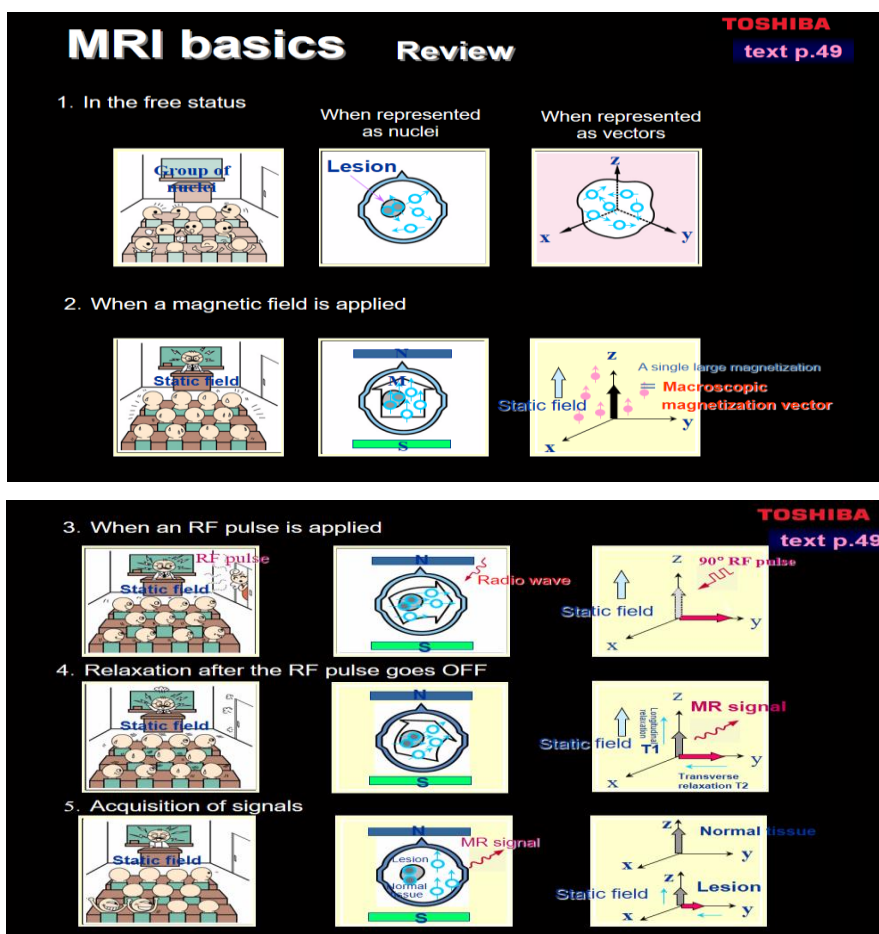 TOSHIBA
MRI basics Review
text p.49
1. In the free status
When represented
as nuclei
When represented
as vectors
Group of
nuclei
Lesion
z
x
y
2. When a magnetic field is applied
Static field
N
M
S
z
A single large magnetization
= Macroscopic
magnetization vector
Static field
x
y
TOSHIBA
text p.49
3. When an RF pulse is applied
RF pulse
Static field
N
Radio wave
S
z
90° RF pulse
Static field
y
x
4. Relaxation after the RF pulse goes OFF
Static field
N
S
z
MR signal
Longitudinal
relaxation
T1
Static field
y
x
Transverse
relaxation T2
5. Acquisition of signals
Static field
N
MR signal
Lesion
Normal
tissue
S
z
Normal tissue
x
y
z
Lesion
Static field
x
y